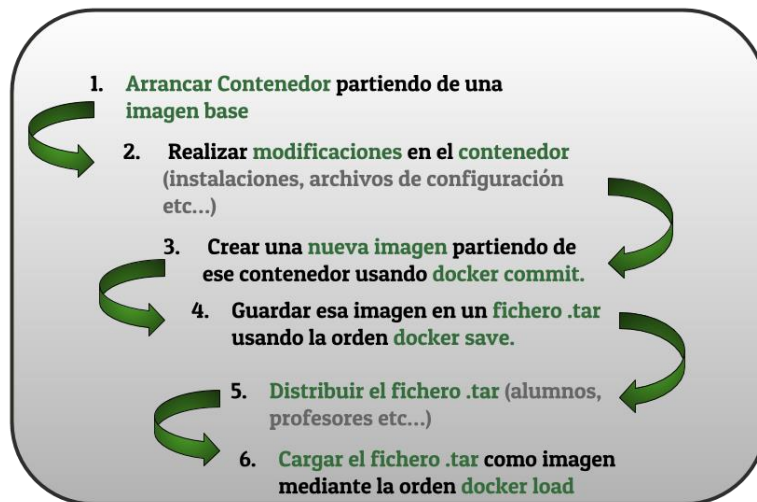 1. Arrancar Contenedor partiendo de una
imagen base
2. Realizar modificaciones en el contenedor
(instalaciones, archivos de configuración
etc...)
3. Crear una nueva imagen partiendo de
ese contenedor usando docker commit.
4. Guardar esa imagen en un fichero .tar
usando la orden docker save.
5. Distribuir el fichero .tar (alumnos,
profesores etc...)
6. Cargar el fichero .tar como imagen
mediante la orden docker load